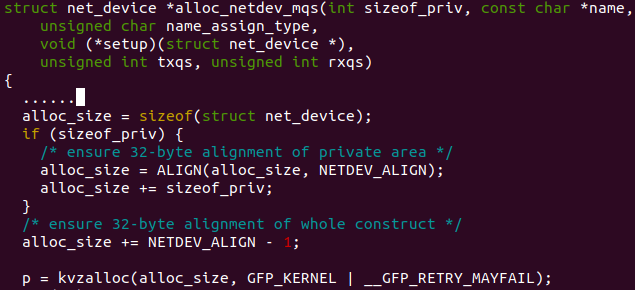 struct net_device *alloc_netdev_mqs(int sizeof_priv, const char *name,
    unsigned char name_assign_type,
    void (*setup)(struct net_device *),
    unsigned int txqs, unsigned int rxqs)
{
  ......
  alloc_size = sizeof(struct net_device);
  if (sizeof_priv) {
    /* ensure 32-byte alignment of private area */
    alloc_size = ALIGN(alloc_size, NETDEV_ALIGN);
    alloc_size += sizeof_priv;
  }
  /* ensure 32-byte alignment of whole construct */
  alloc_size += NETDEV_ALIGN - 1;

  p = kvzalloc(alloc_size, GFP_KERNEL | __GFP_RETRY_MAYFAIL);